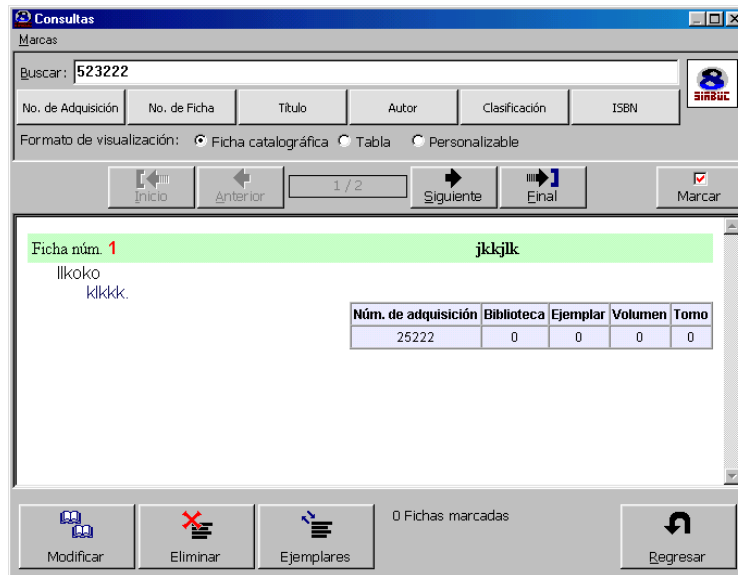 Consultas
Marcas
Buscar: 523222
8
SIABUC
No. de Adquisición No. de Ficha Título Autor Clasificación ISBN
Formato de visualización: Ficha catalográfica Tabla Personalizable
Inicio Anterior 1 / 2 Siguiente Final Marcar
Ficha núm. 1 jkkjlk
llkoko
klkkk.
Núm. de adquisición Biblioteca Ejemplar Volumen Tomo
25222 0 0 0 0
0 Fichas marcadas
Modificar Eliminar Ejemplares Regresar